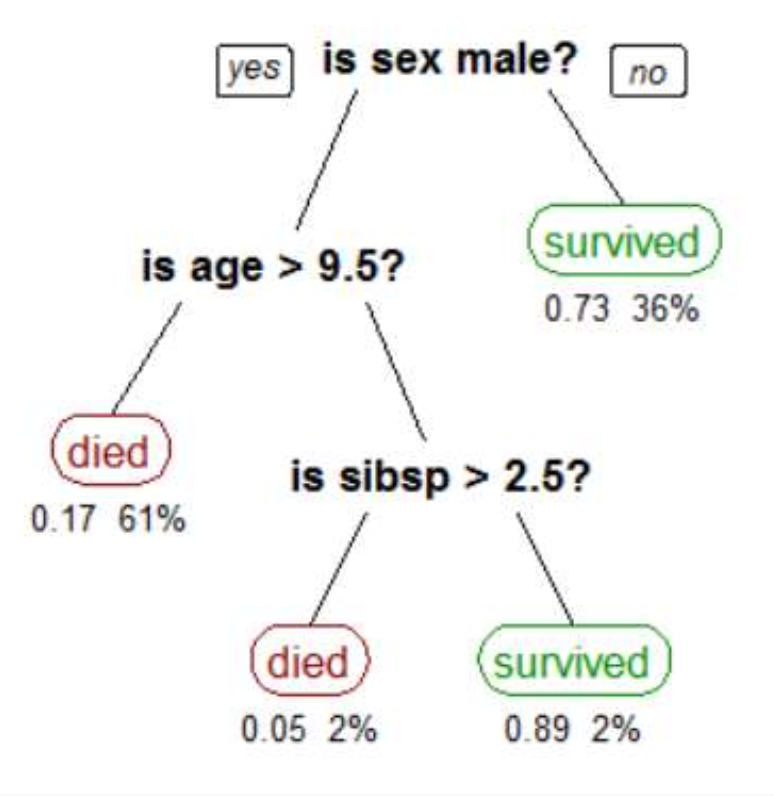 yes is sex male? no
is age > 9.5?
survived
0.73 36%
died
0.17 61%
is sibsp > 2.5?
died
0.05 2%
survived
0.89 2%